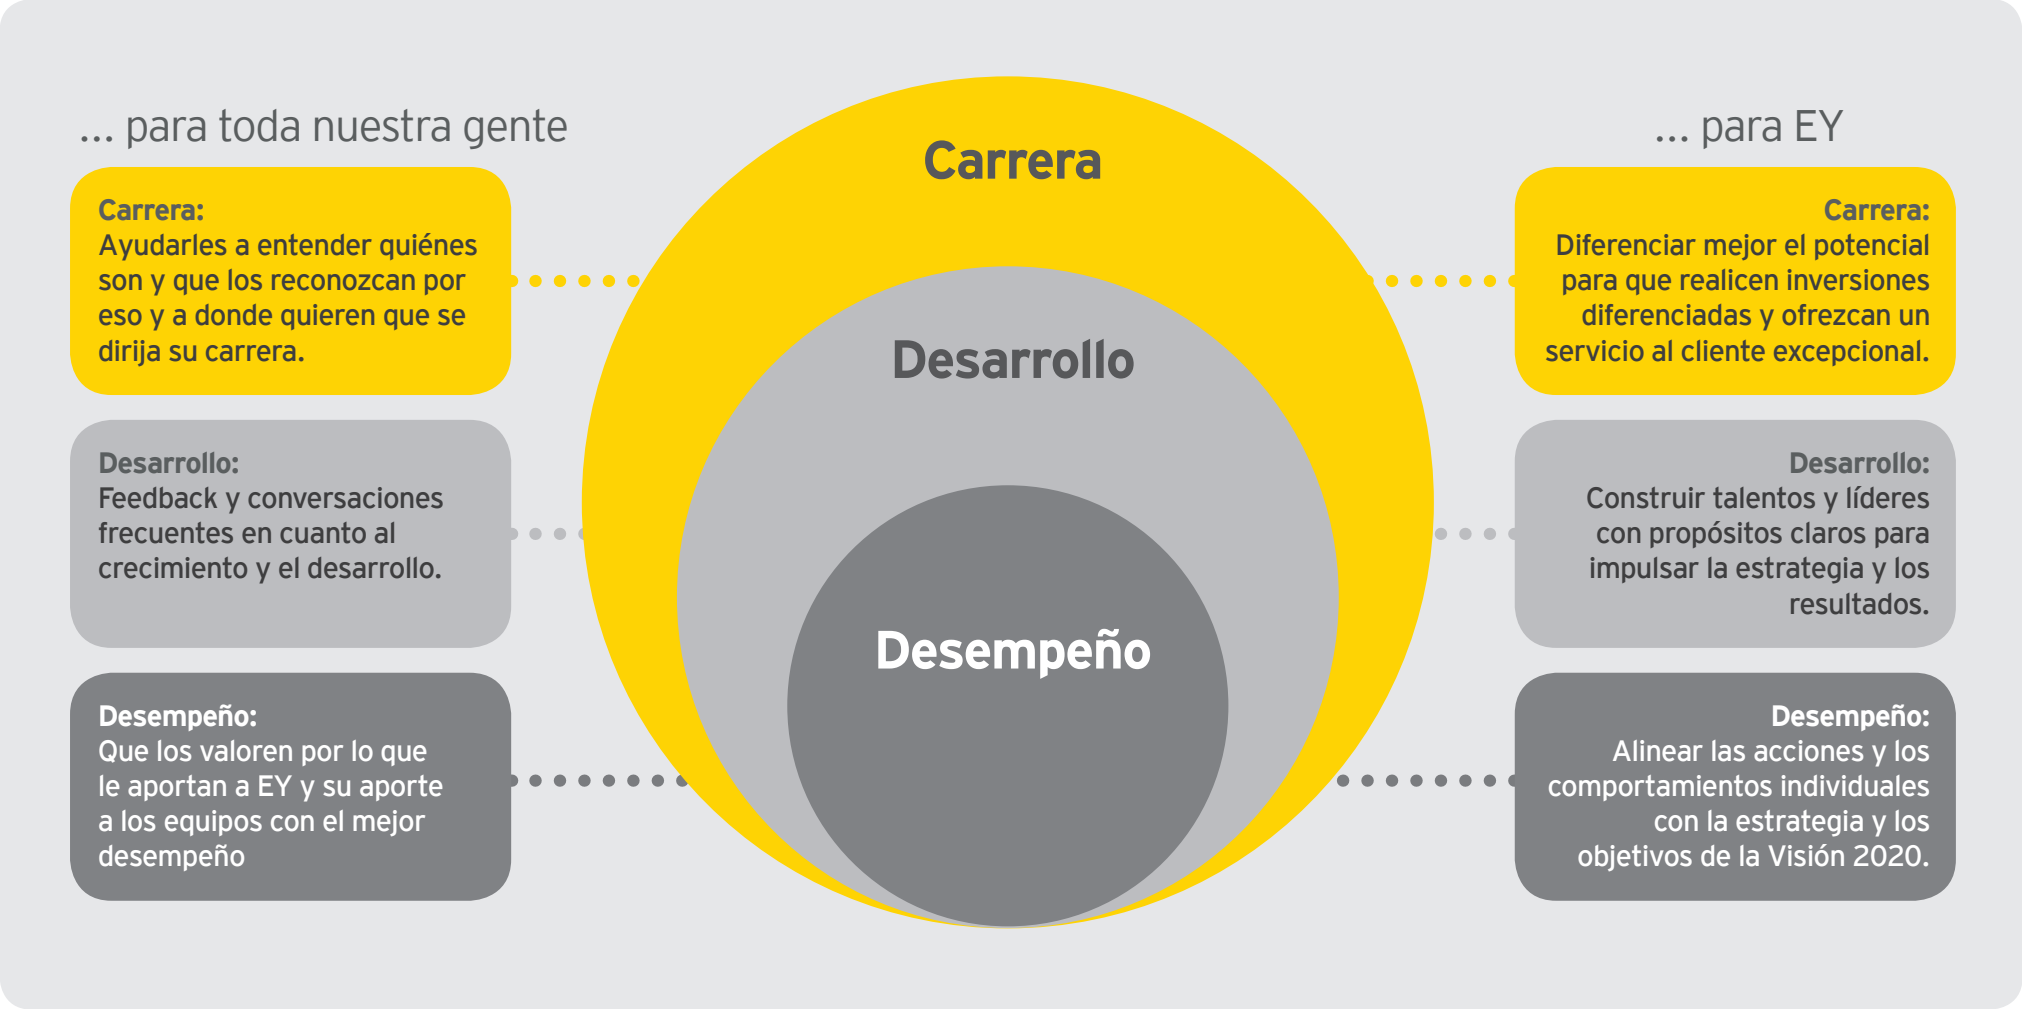 ... para toda nuestra gente
Carrera:
Ayudarles a entender quiénes
son y que los reconozcan por
eso y a donde quieren que se
dirija su carrera.
Desarrollo:
Feedback y conversaciones
frecuentes en cuanto al
crecimiento y el desarrollo.
Desempeño:
Que los valoren por lo que
le aportan a EY y su aporte
a los equipos con el mejor
desempeño
Carrera
Desarrollo
Desempeño
... para EY
Carrera:
Diferenciar mejor el potencial
para que realicen inversiones
diferenciadas y ofrezcan un
servicio al cliente excepcional.
Desarrollo:
Construir talentos y líderes
con propósitos claros para
impulsar la estrategia y los
resultados.
Desempeño:
Alinear las acciones y los
comportamientos individuales
con la estrategia y los
objetivos de la Visión 2020.